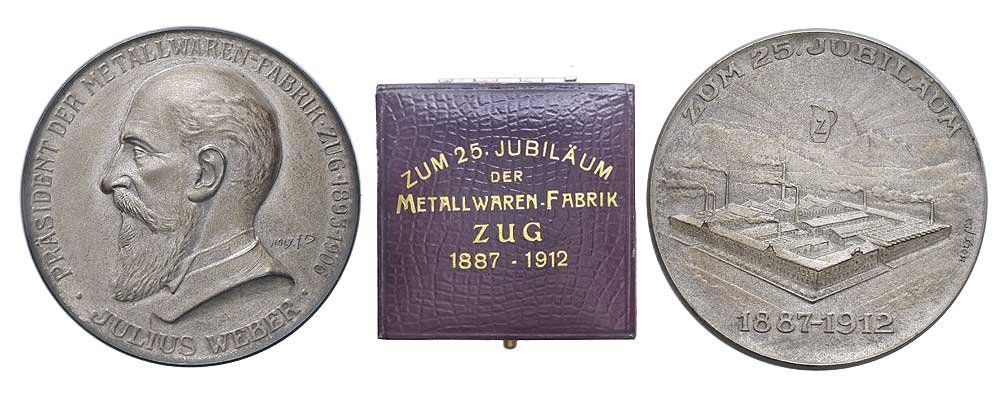 PRÄSIDENT DER METALLWAREN-FABRIK·ZUG·1895-1906
· JULIUS WEBER ·
ZUM 25. JUBILÄUM
DER
METALLWAREN-FABRIK
ZUG
1887 - 1912
ZUM 25. JUBILÄUM
Z
1887-1912